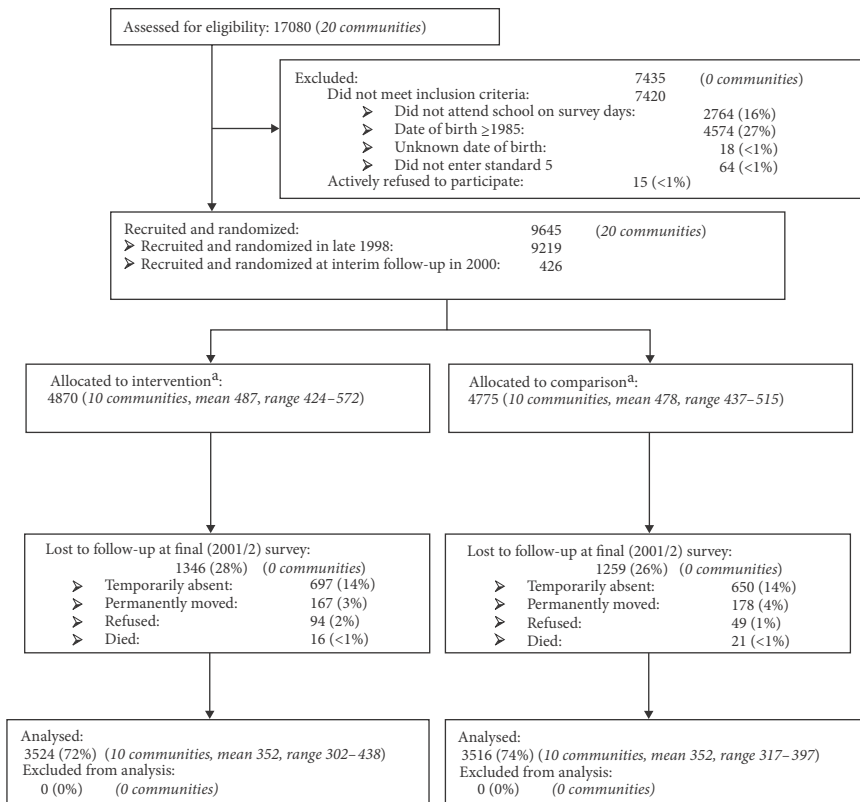 Assessed for eligibility: 17080 (20 communities)
Excluded: 7435 (0 communities)
Did not meet inclusion criteria: 7420
➢ Did not attend school on survey days: 2764 (16%)
➢ Date of birth ≥1985: 4574 (27%)
➢ Unknown date of birth: 18 (<1%)
➢ Did not enter standard 5 64 (<1%)
Actively refused to participate: 15 (<1%)
Recruited and randomized: 9645 (20 communities)
➢ Recruited and randomized in late 1998: 9219
➢ Recruited and randomized at interim follow-up in 2000: 426
Allocated to interventionᵃ:
4870 (10 communities, mean 487, range 424–572)
Allocated to comparisonᵃ:
4775 (10 communities, mean 478, range 437–515)
Lost to follow-up at final (2001/2) survey:
1346 (28%) (0 communities)
➢ Temporarily absent: 697 (14%)
➢ Permanently moved: 167 (3%)
➢ Refused: 94 (2%)
➢ Died: 16 (<1%)
Lost to follow-up at final (2001/2) survey:
1259 (26%) (0 communities)
➢ Temporarily absent: 650 (14%)
➢ Permanently moved: 178 (4%)
➢ Refused: 49 (1%)
➢ Died: 21 (<1%)
Analysed:
3524 (72%) (10 communities, mean 352, range 302–438)
Excluded from analysis:
0 (0%) (0 communities)
Analysed:
3516 (74%) (10 communities, mean 352, range 317–397)
Excluded from analysis:
0 (0%) (0 communities)